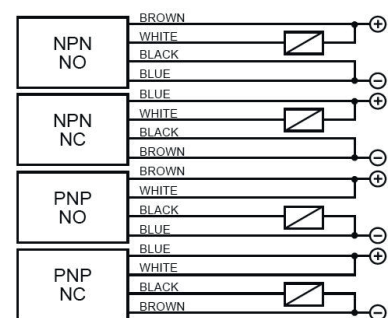 NPN
NO
BROWN
WHITE
BLACK
BLUE
+
−
NPN
NC
BLUE
WHITE
BLACK
BROWN
+
−
PNP
NO
BROWN
WHITE
BLACK
BLUE
+
−
PNP
NC
BLUE
WHITE
BLACK
BROWN
+
−